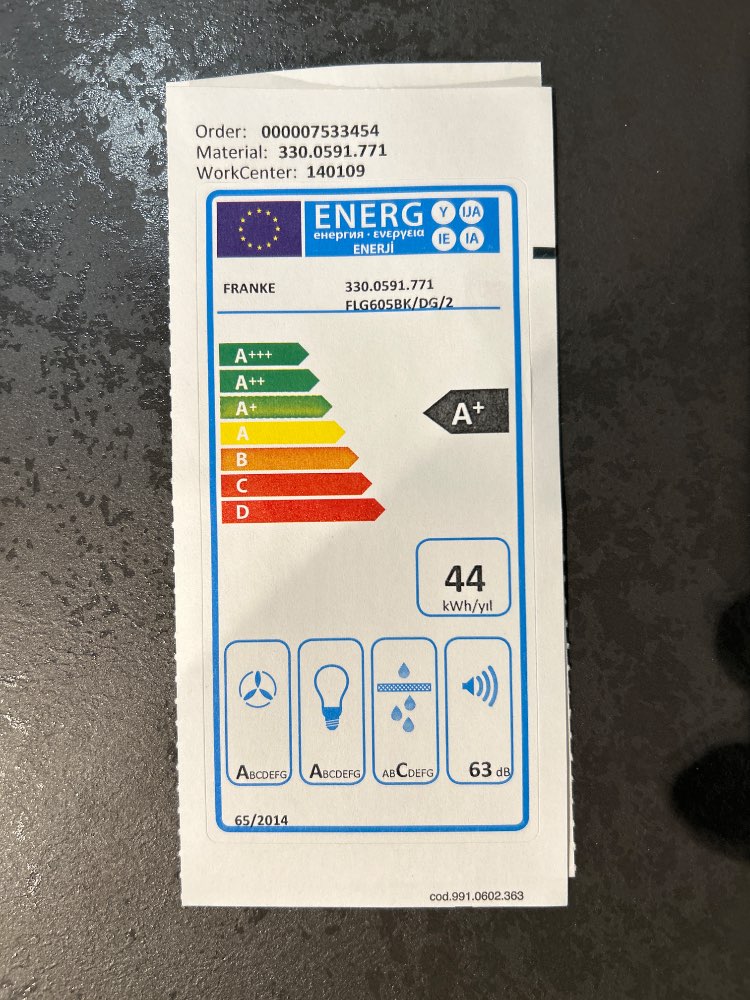 Order: 000007533454
Material: 330.0591.771
WorkCenter: 140109
ENERG Y IJA
енергия · ενεργεια IE IA
ENERJİ
FRANKE 330.0591.771
FLG605BK/DG/2
A+++
A++
A+
A+
A
B
C
D
44
kWh/yıl
ABCDEFG ABCDEFG ABCDEFG 63 dB
65/2014
cod.991.0602.363